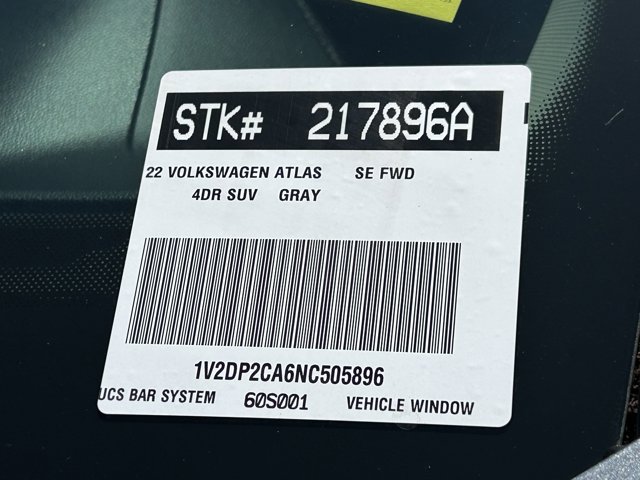 STK# 217896A
22 VOLKSWAGEN ATLAS SE FWD
4DR SUV GRAY
1V2DP2CA6NC505896
UCS BAR SYSTEM 60S001 VEHICLE WINDOW